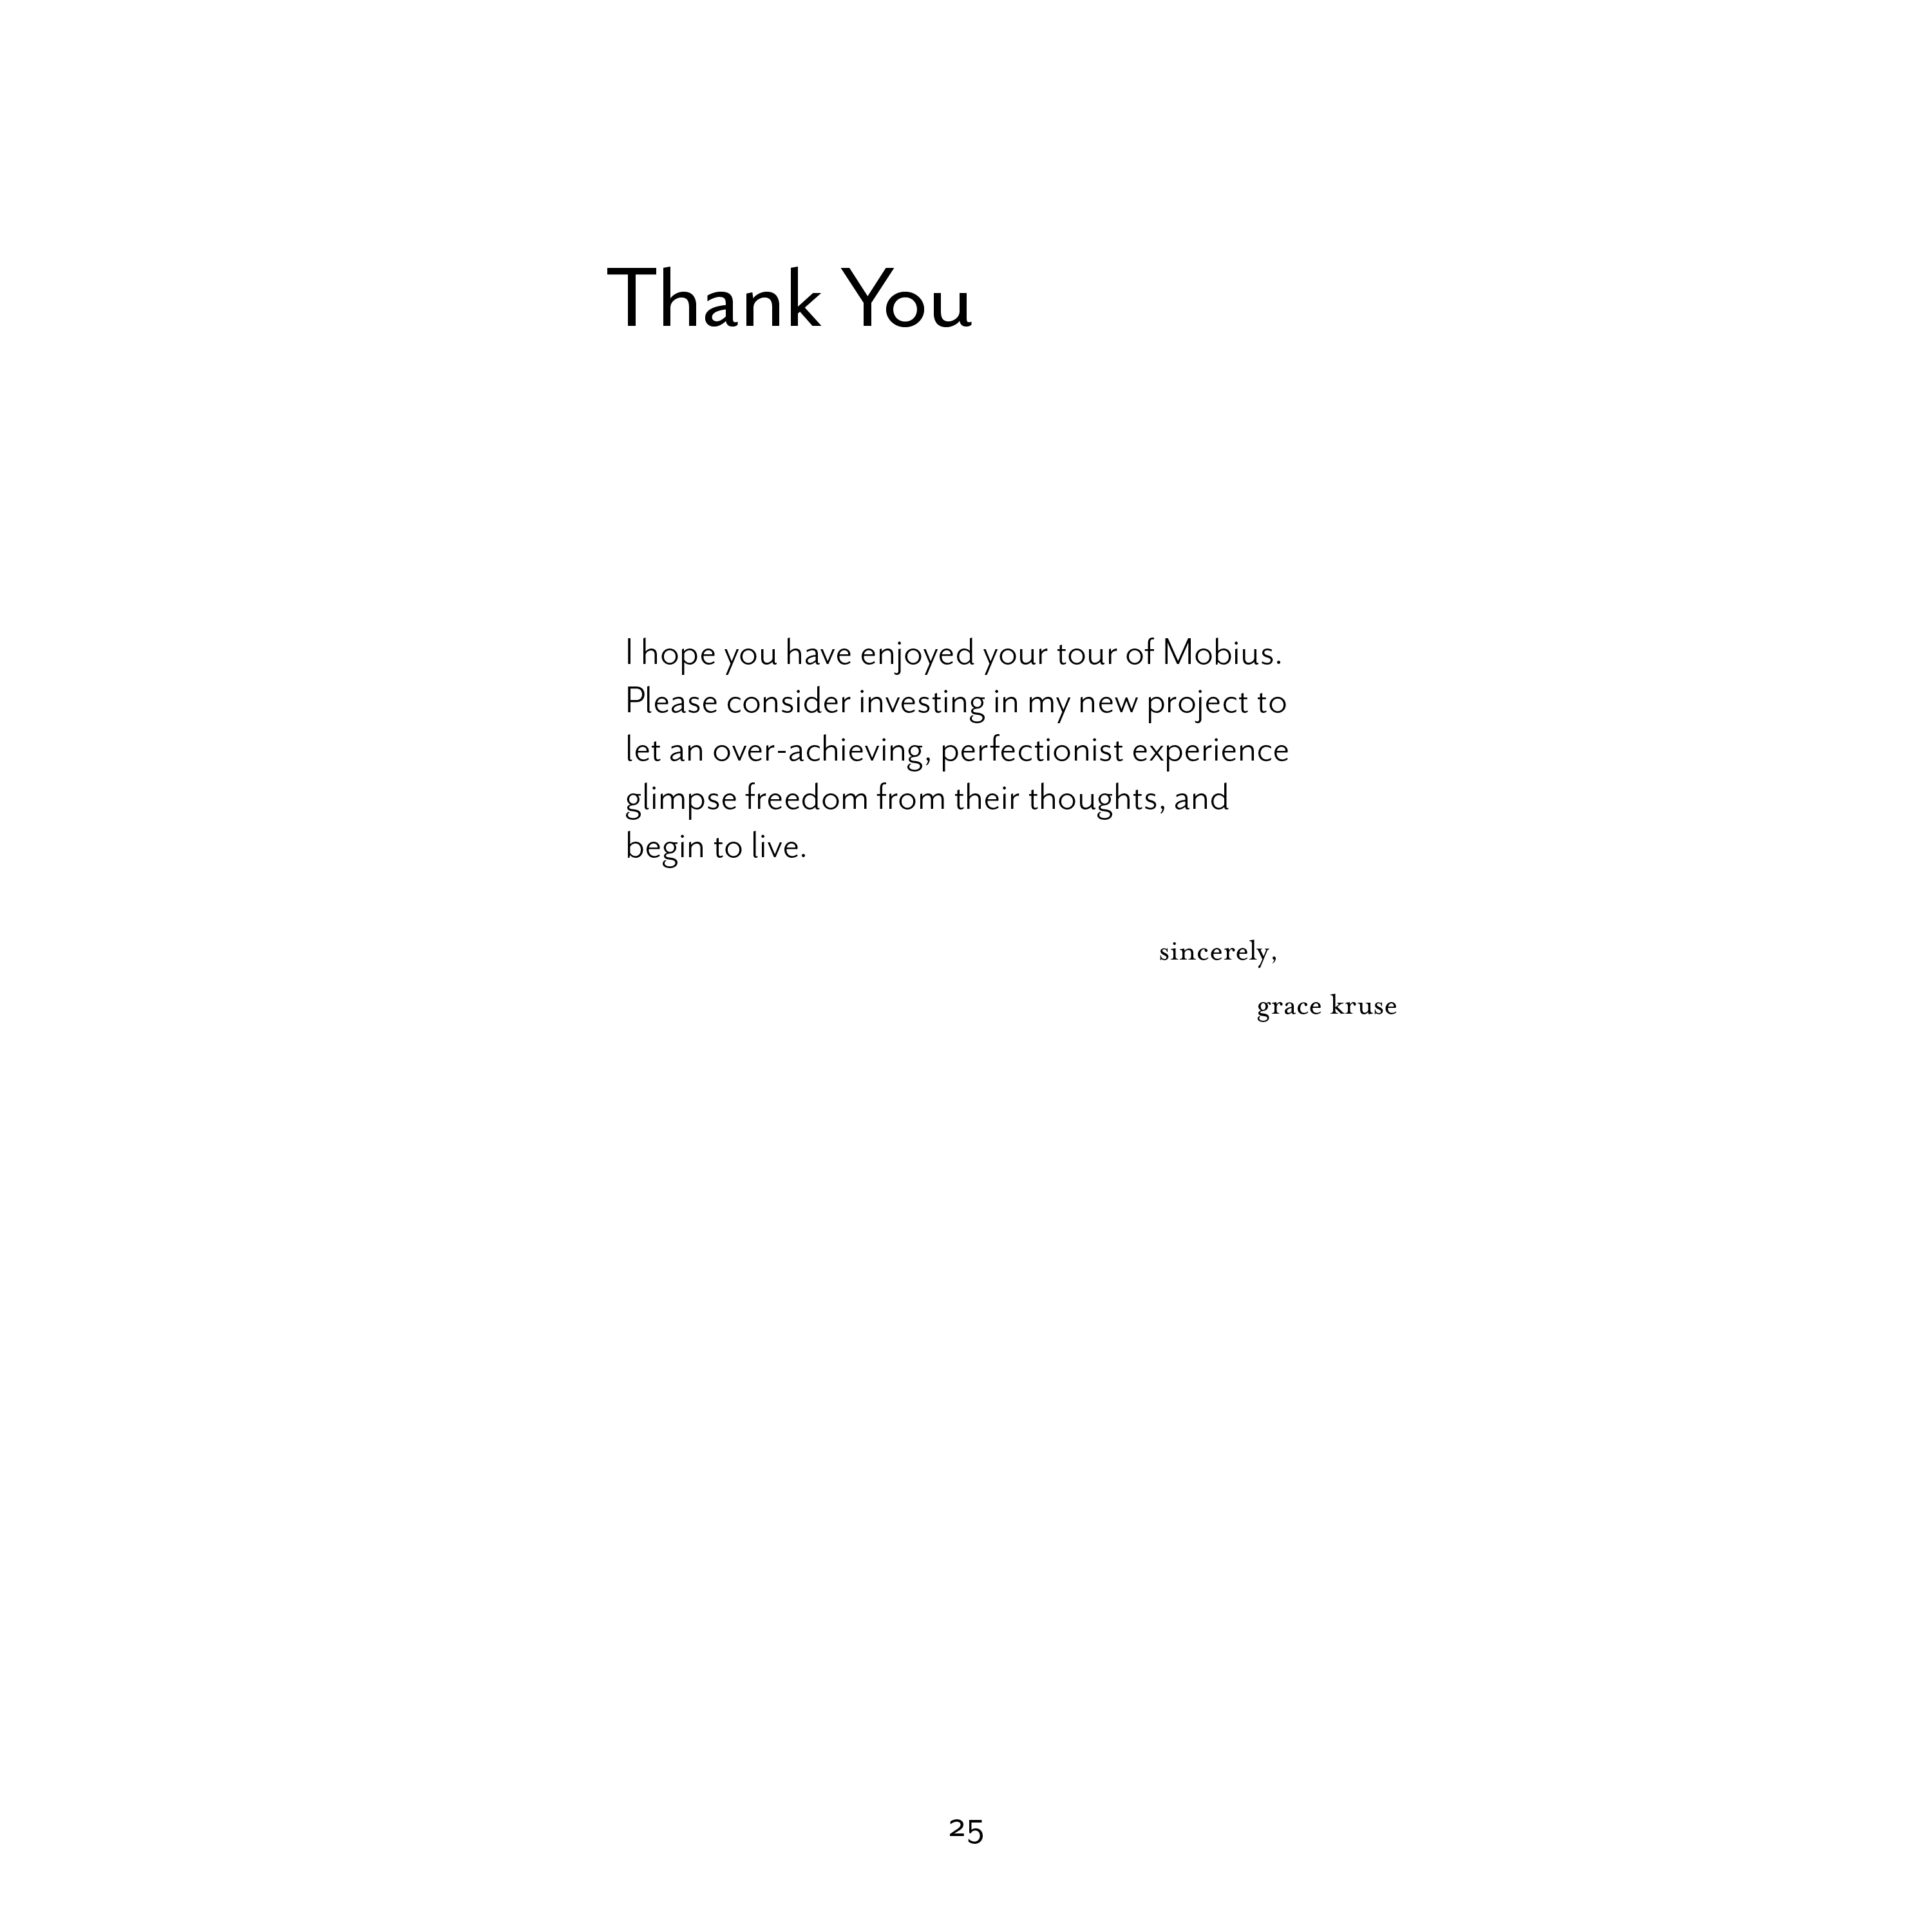 Thank You
I hope you have enjoyed your tour of Mobius.
Please consider investing in my new project to
let an over-achieving, perfectionist experience
glimpse freedom from their thoughts, and
begin to live.
sincerely,
grace kruse
25